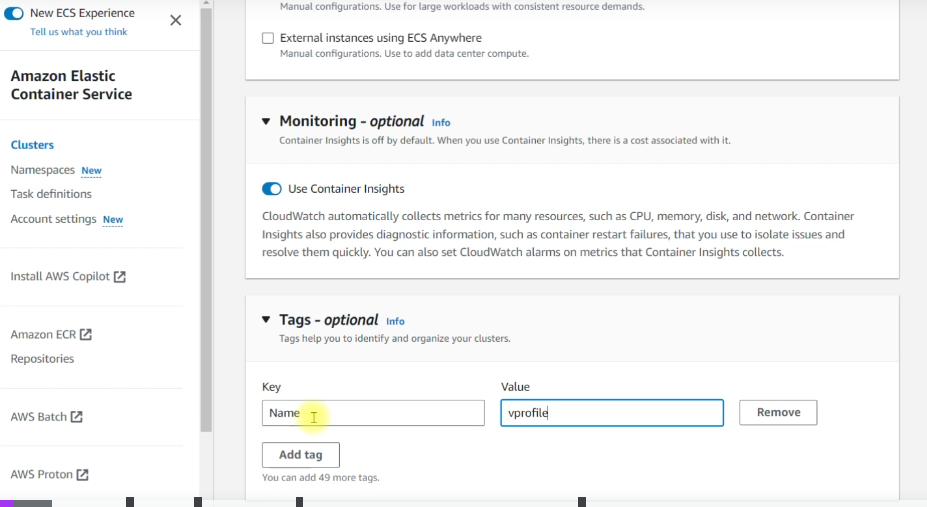 New ECS Experience
Tell us what you think
Amazon Elastic
Container Service
Clusters
Namespaces New
Task definitions
Account settings New
Install AWS Copilot
Amazon ECR
Repositories
AWS Batch
AWS Proton
Manual configurations. Use for large workloads with consistent resource demands.
External instances using ECS Anywhere
Manual configurations. Use to add data center compute.
Monitoring - optional Info
Container Insights is off by default. When you use Container Insights, there is a cost associated with it.
Use Container Insights
CloudWatch automatically collects metrics for many resources, such as CPU, memory, disk, and network. Container
Insights also provides diagnostic information, such as container restart failures, that you use to isolate issues and
resolve them quickly. You can also set CloudWatch alarms on metrics that Container Insights collects.
Tags - optional Info
Tags help you to identify and organize your clusters.
Key Value
Name vprofile Remove
Add tag
You can add 49 more tags.